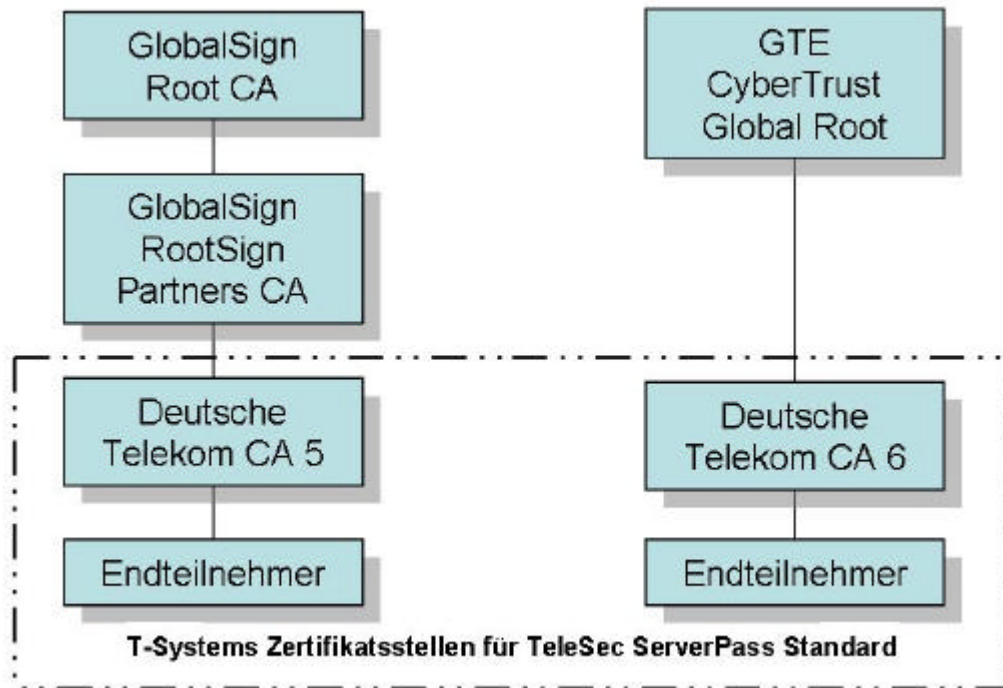 GlobalSign
Root CA
GlobalSign
RootSign
Partners CA
Deutsche
Telekom CA 5
Endteilnehmer
GTE
CyberTrust
Global Root
Deutsche
Telekom CA 6
Endteilnehmer
T-Systems Zertifikatsstellen für TeleSec ServerPass Standard